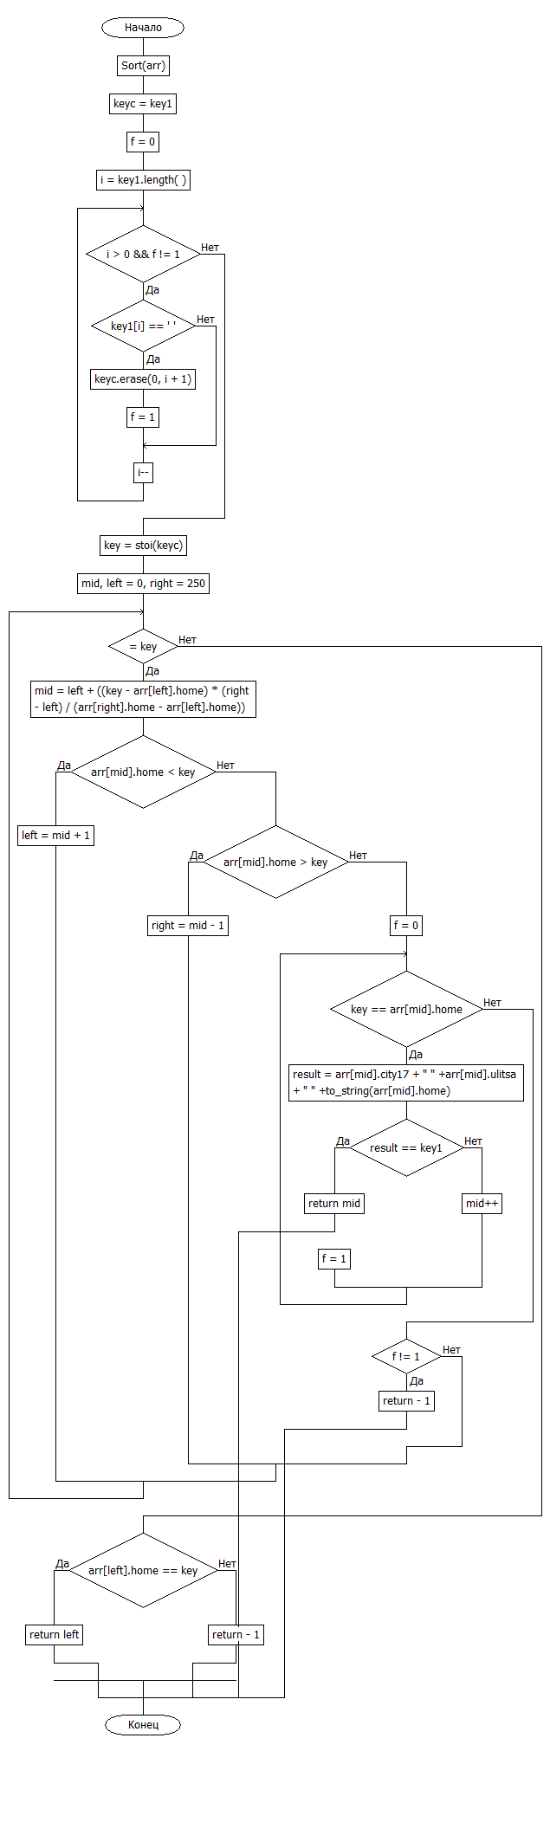 Начало
Sort(arr)
keyc = key1
f = 0
i = key1.length( )
i > 0 && f != 1
Нет
Да
key1[i] == ' '
Нет
Да
keyc.erase(0, i + 1)
f = 1
i--
key = stoi(keyc)
mid, left = 0, right = 250
= key
Нет
Да
mid = left + ((key - arr[left].home) * (right
- left) / (arr[right].home - arr[left].home))
Да
arr[mid].home < key
Нет
left = mid + 1
Да
arr[mid].home > key
Нет
right = mid - 1
f = 0
key == arr[mid].home
Нет
Да
result = arr[mid].city17 + " " +arr[mid].ulitsa
+ " " +to_string(arr[mid].home)
Да
result == key1
Нет
return mid
mid++
f = 1
f != 1
Нет
Да
return - 1
Да
arr[left].home == key
Нет
return left
return - 1
Конец